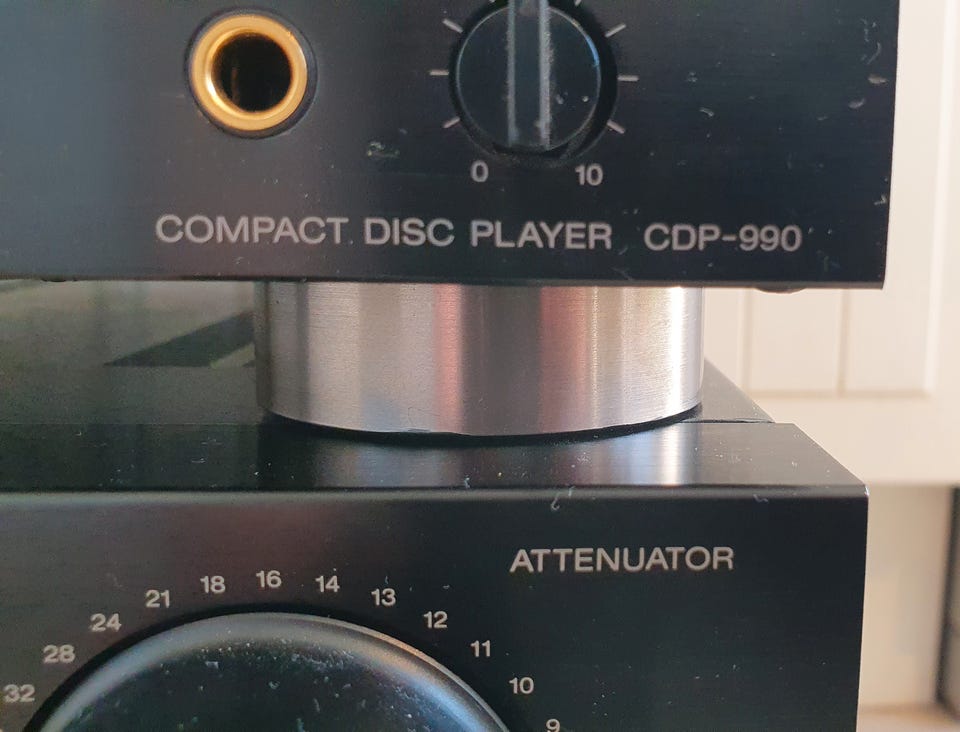 0 10
COMPACT DISC PLAYER CDP-990
ATTENUATOR
32 28 24 21 18 16 14 13 12 11 10 9